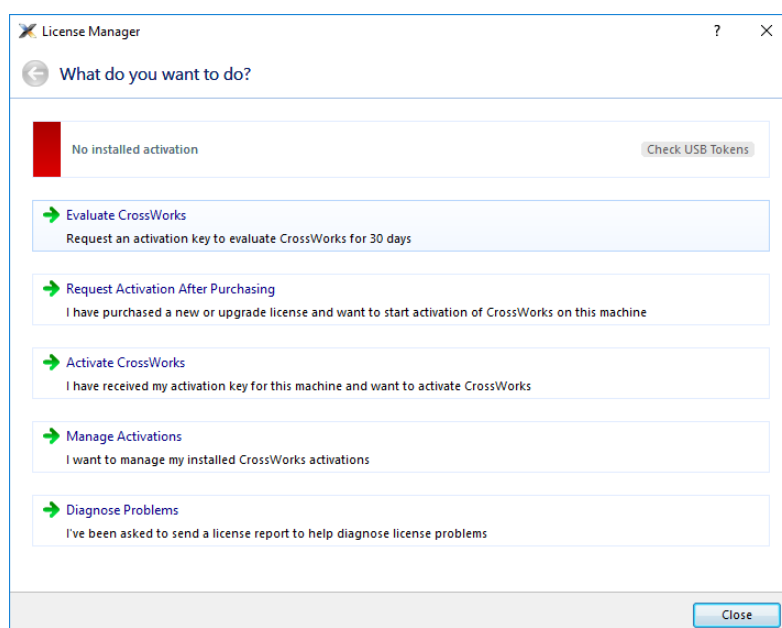 License Manager
What do you want to do?
No installed activation
Check USB Tokens
Evaluate CrossWorks
Request an activation key to evaluate CrossWorks for 30 days
Request Activation After Purchasing
I have purchased a new or upgrade license and want to start activation of CrossWorks on this machine
Activate CrossWorks
I have received my activation key for this machine and want to activate CrossWorks
Manage Activations
I want to manage my installed CrossWorks activations
Diagnose Problems
I've been asked to send a license report to help diagnose license problems
Close